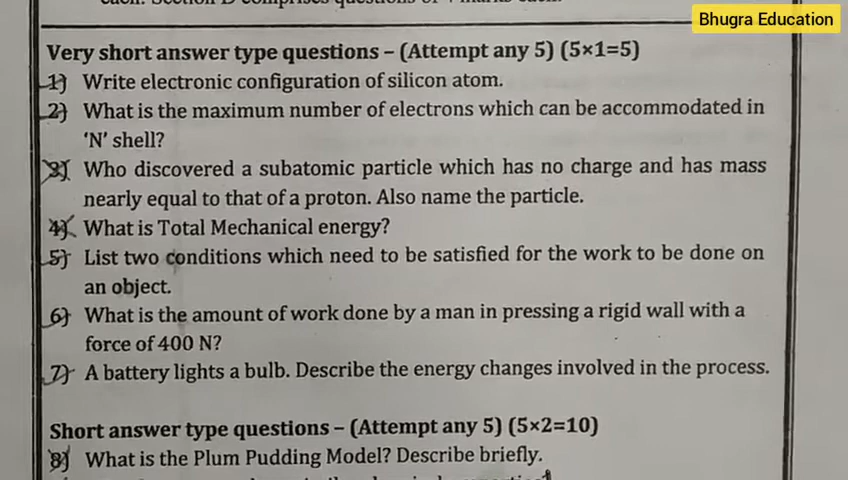 Bhugra Education
Very short answer type questions – (Attempt any 5) (5×1=5)
1) Write electronic configuration of silicon atom.
2) What is the maximum number of electrons which can be accommodated in
‘N’ shell?
3) Who discovered a subatomic particle which has no charge and has mass
nearly equal to that of a proton. Also name the particle.
4) What is Total Mechanical energy?
5) List two conditions which need to be satisfied for the work to be done on
an object.
6) What is the amount of work done by a man in pressing a rigid wall with a
force of 400 N?
7) A battery lights a bulb. Describe the energy changes involved in the process.
Short answer type questions – (Attempt any 5) (5×2=10)
8) What is the Plum Pudding Model? Describe briefly.